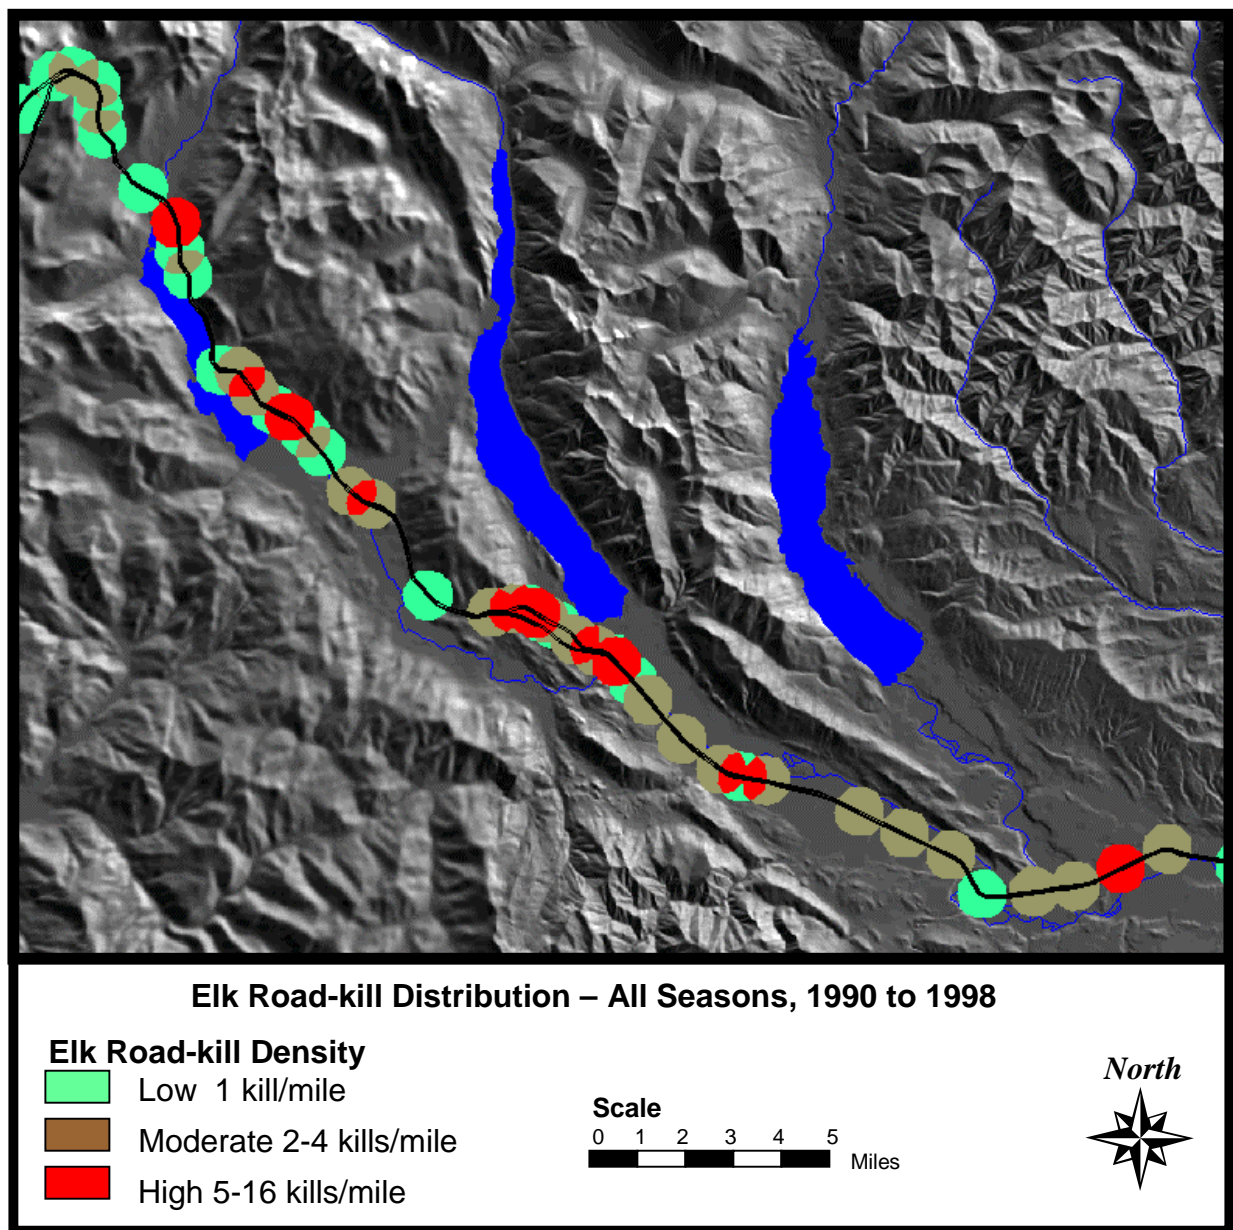 Elk Road-kill Distribution – All Seasons, 1990 to 1998
Elk Road-kill Density
Low 1 kill/mile
Moderate 2-4 kills/mile
High 5-16 kills/mile
Scale
0 1 2 3 4 5
Miles
North